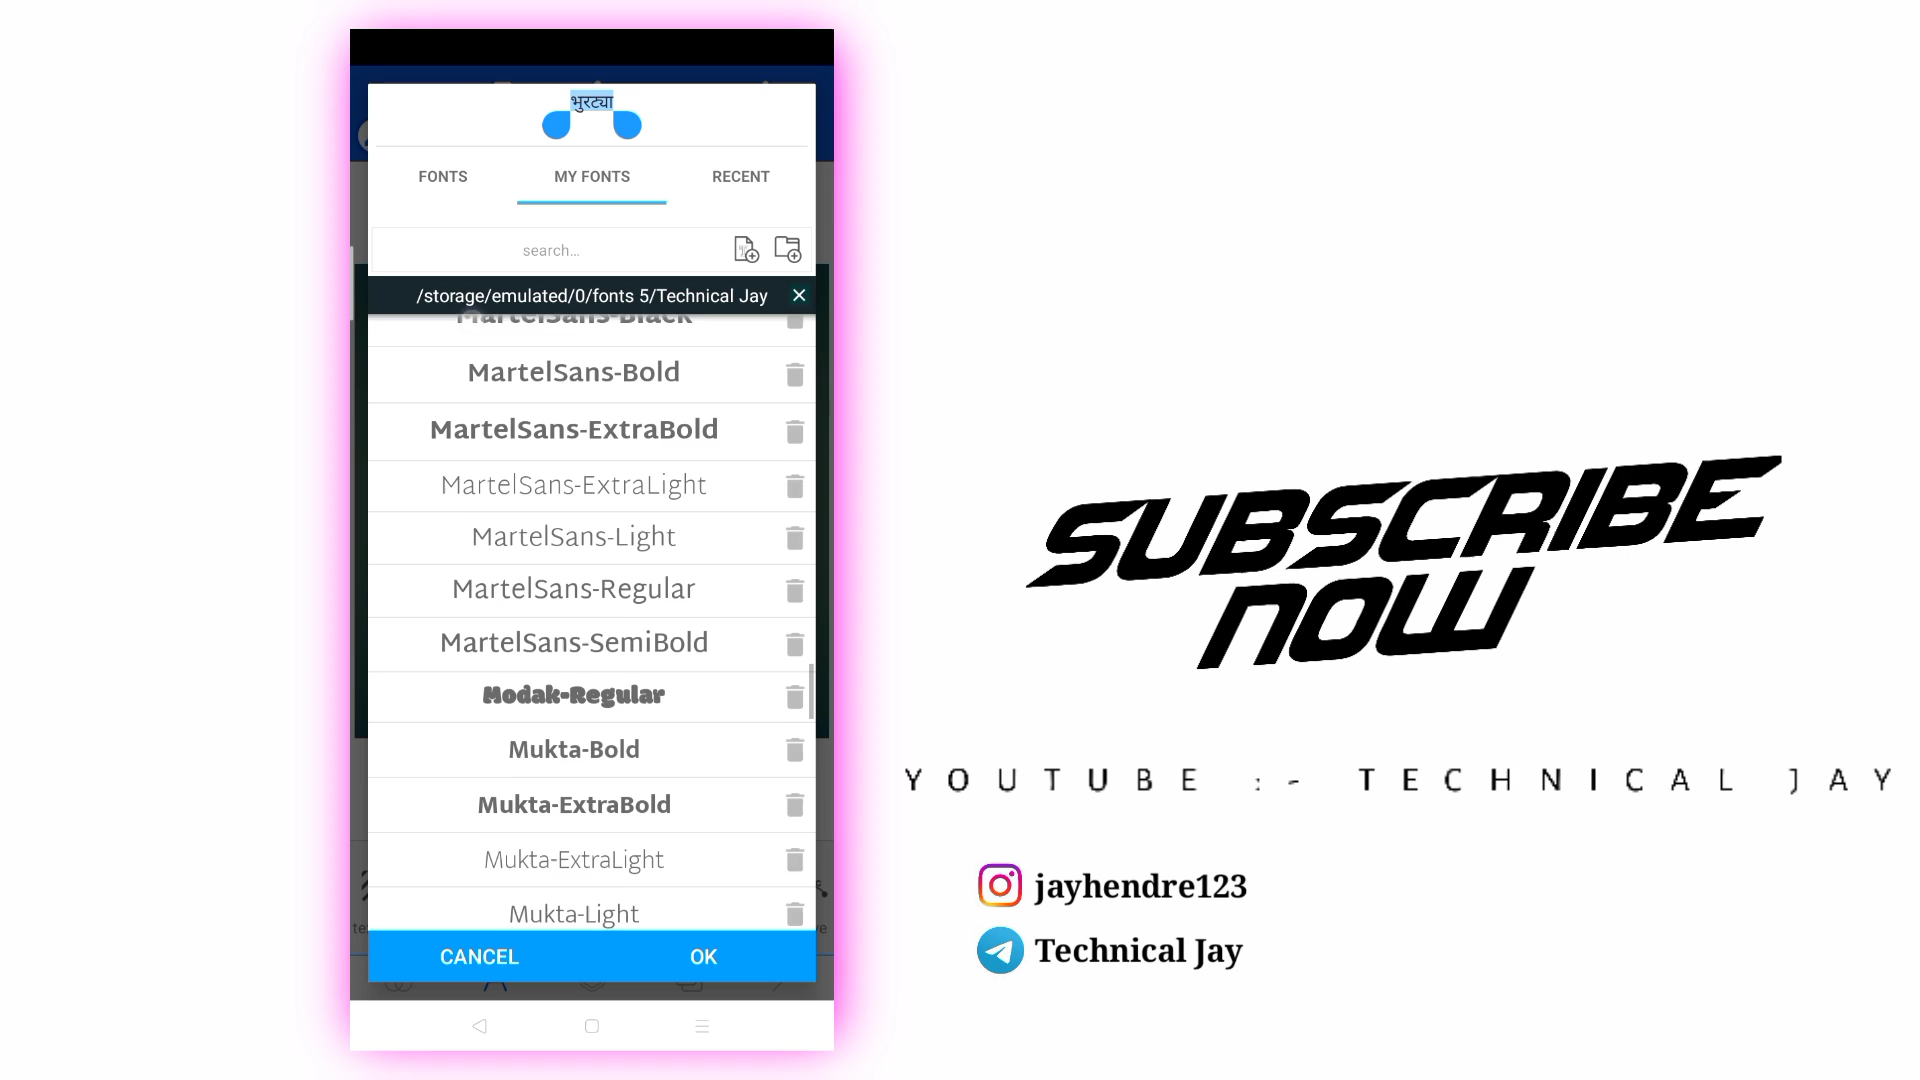 भुरट्या
FONTS
MY FONTS
RECENT
search...
/storage/emulated/0/fonts 5/Technical Jay
MartelSans-Black
MartelSans-Bold
MartelSans-ExtraBold
MartelSans-ExtraLight
MartelSans-Light
MartelSans-Regular
MartelSans-SemiBold
Modak-Regular
Mukta-Bold
Mukta-ExtraBold
Mukta-ExtraLight
Mukta-Light
CANCEL
OK
SUBSCRIBE
NOW
YOUTUBE :- TECHNICAL JAY
jayhendre123
Technical Jay